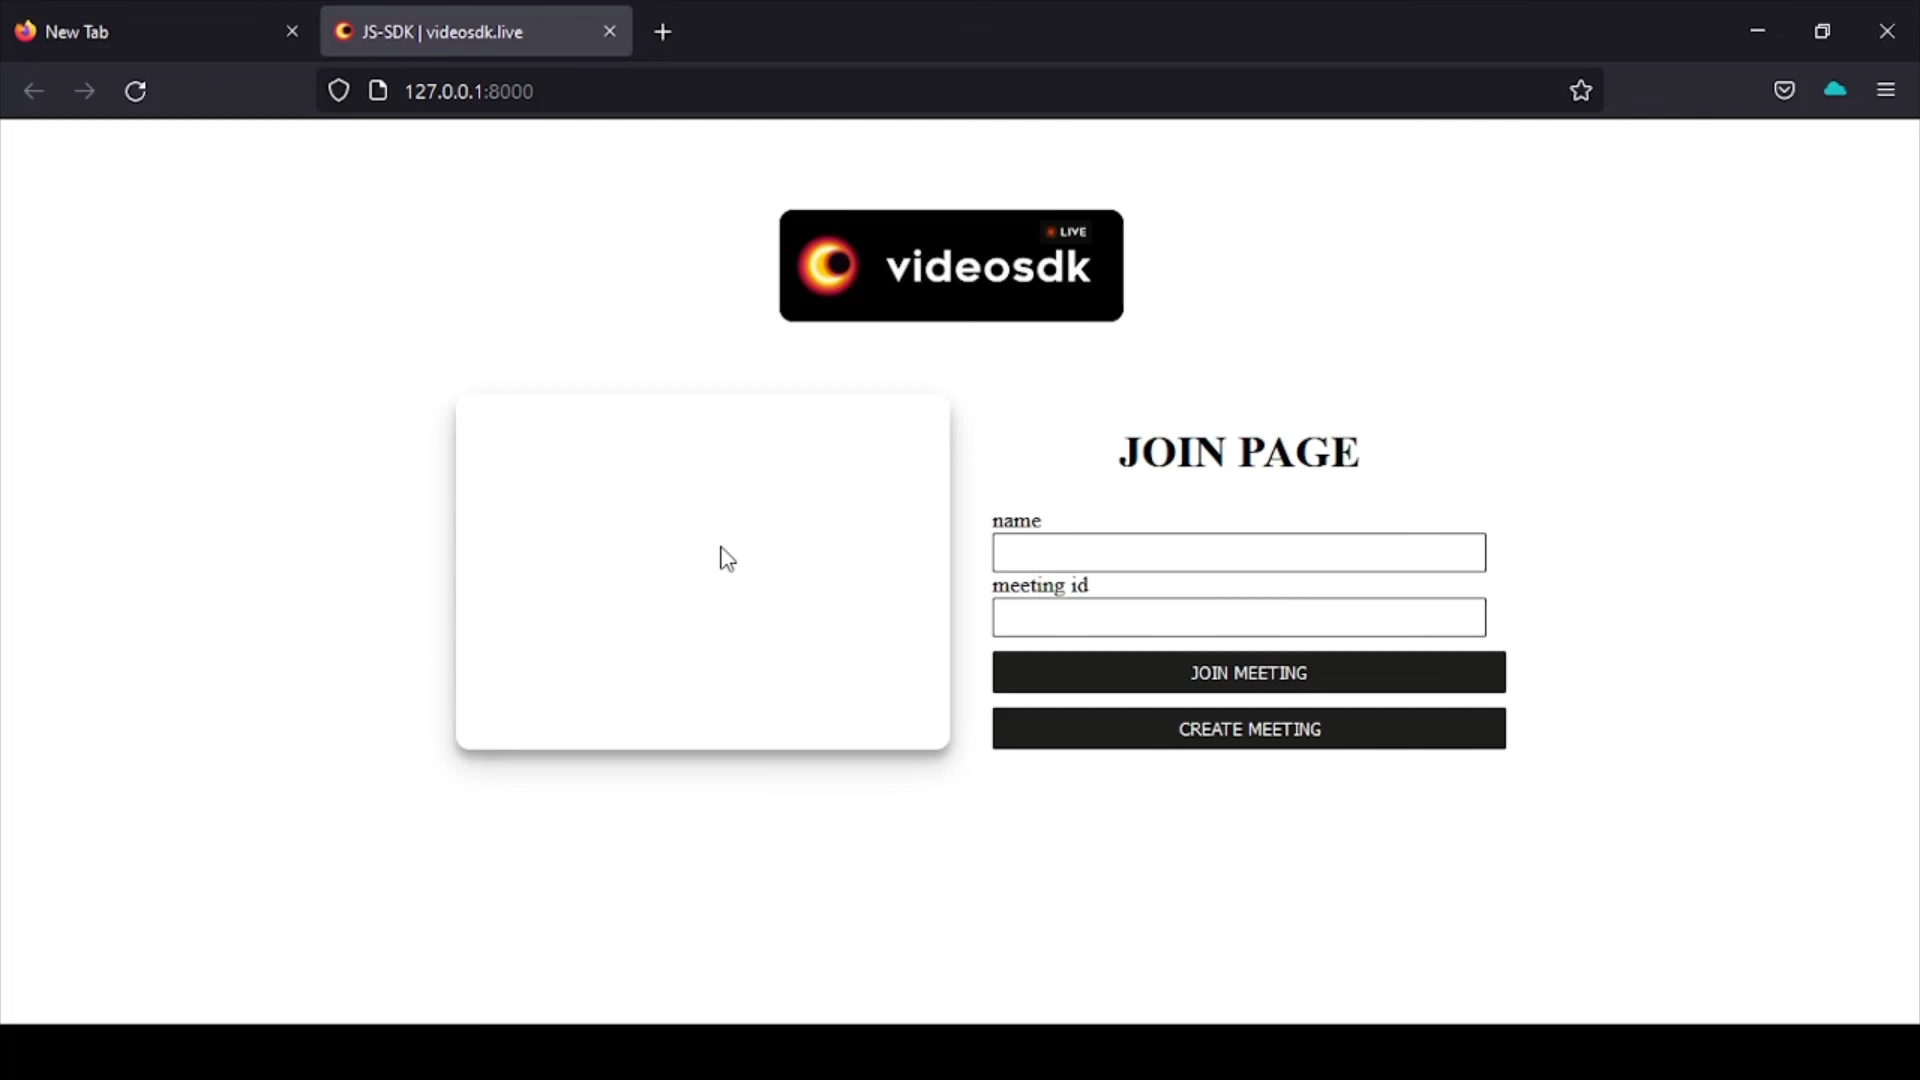 New Tab
JS-SDK | videosdk.live
127.0.0.1:8000
LIVE
videosdk
JOIN PAGE
name
meeting id
JOIN MEETING
CREATE MEETING